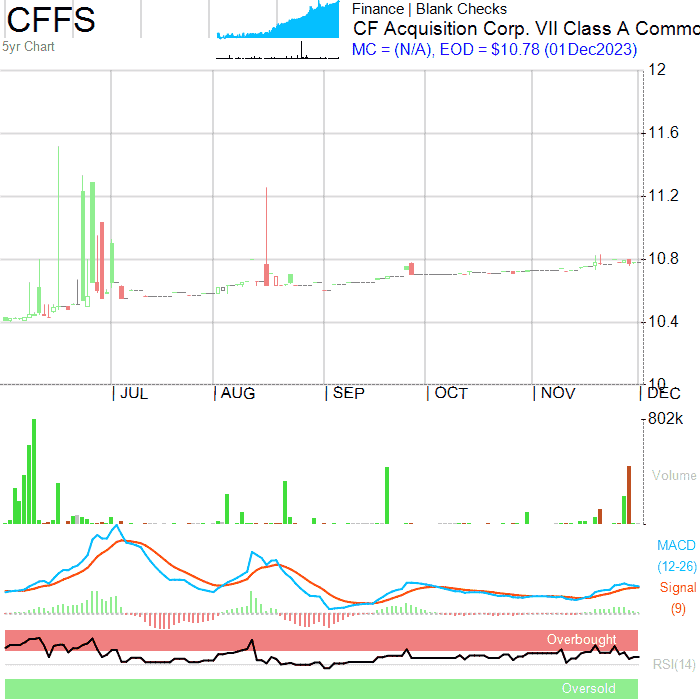 CFFS
5yr Chart
Finance | Blank Checks
CF Acquisition Corp. VII Class A Commo
MC = (N/A), EOD = $10.78 (01Dec2023)
12
11.6
11.2
10.8
10.4
10
| JUL | AUG | SEP | OCT | NOV | DEC
802k
Volume
MACD
(12-26)
Signal
(9)
Overbought
RSI(14)
Oversold